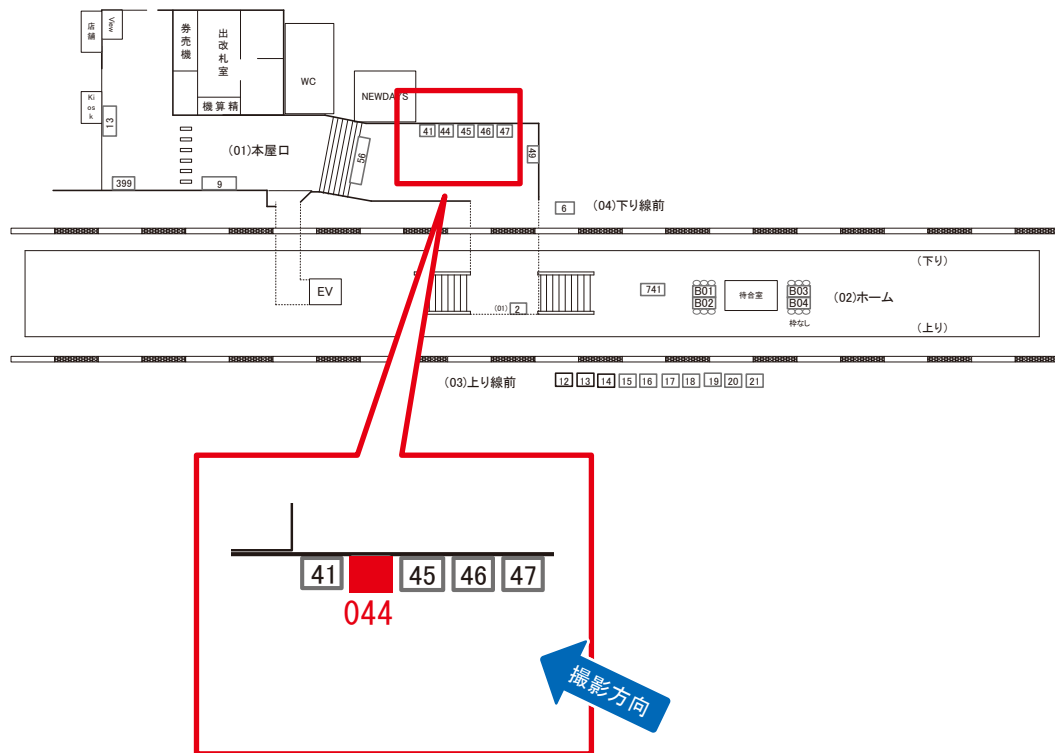 店舗
View
券売機
出改札室
WC
NEWDAYS
Kiosk
13
機算精
41 44 45 46 47
(01)本屋口
56
49
399
9
6
(04)下り線前
(下り)
EV
741
B01
B02
待合室
B03
B04
(02)ホーム
(01) 2
枠なし
(上り)
(03)上り線前
12 13 14 15 16 17 18 19 20 21
41 45 46 47
044
撮影方向